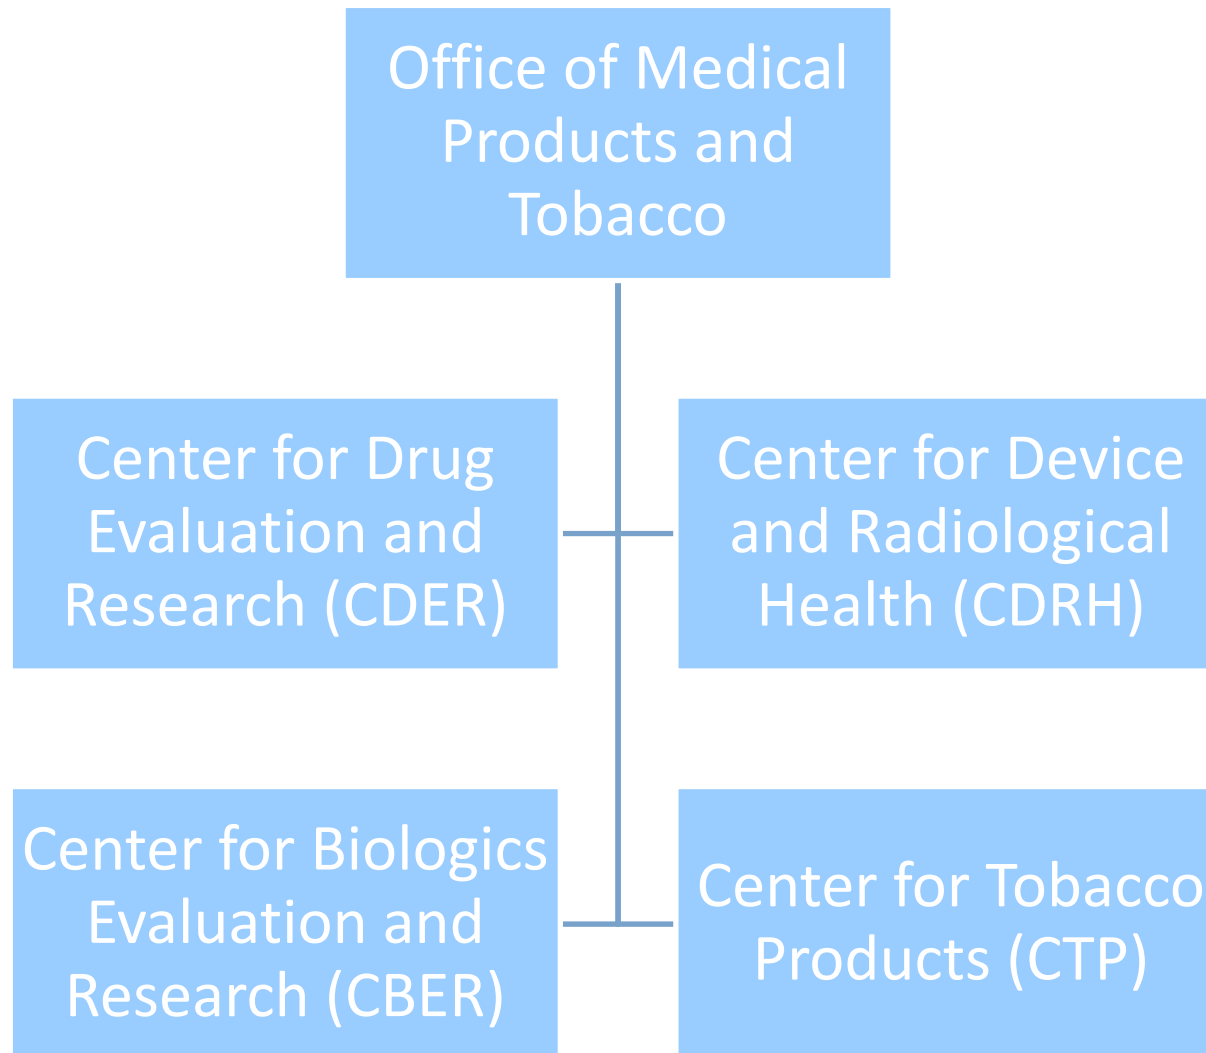 Office of Medical
Products and
Tobacco
Center for Drug
Evaluation and
Research (CDER)
Center for Device
and Radiological
Health (CDRH)
Center for Biologics
Evaluation and
Research (CBER)
Center for Tobacco
Products (CTP)